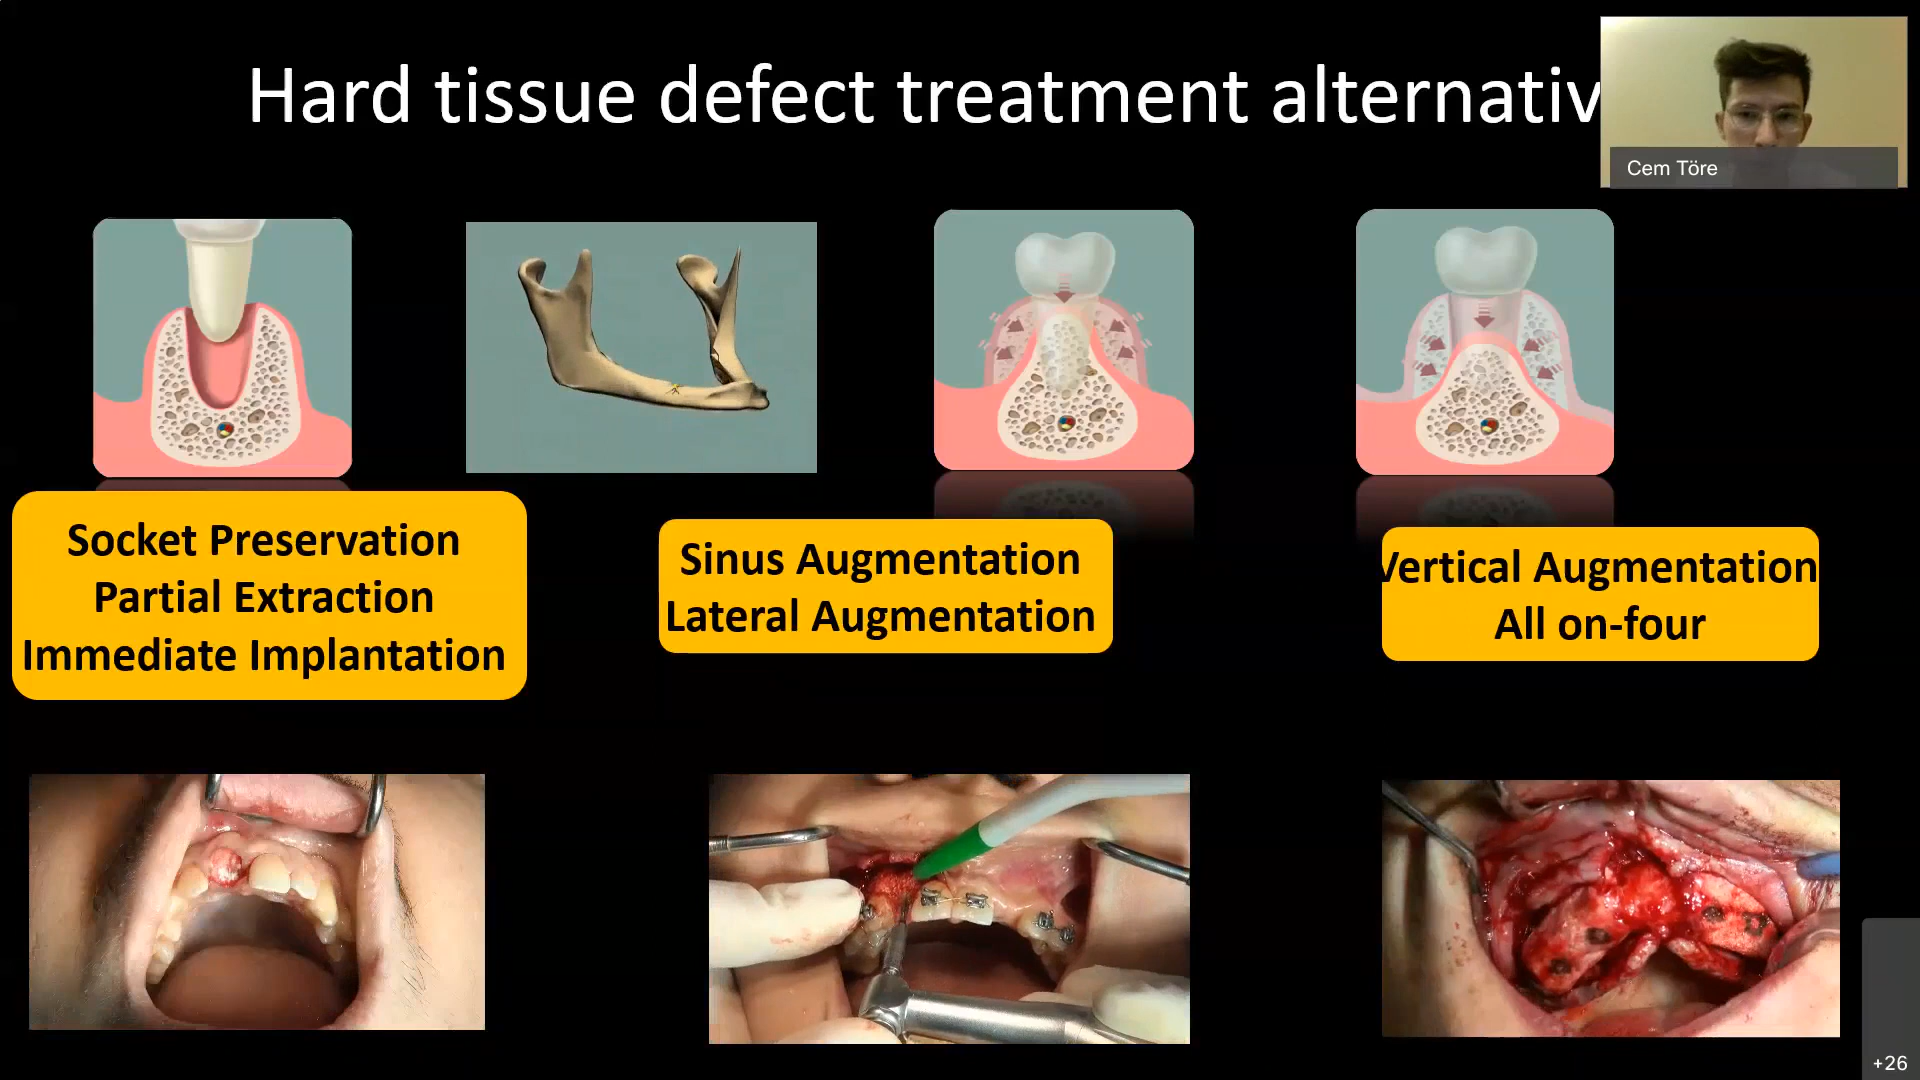 Hard tissue defect treatment alternativ
Cem Töre
Socket Preservation
Partial Extraction
Immediate Implantation
Sinus Augmentation
Lateral Augmentation
Vertical Augmentation
All on-four
+26